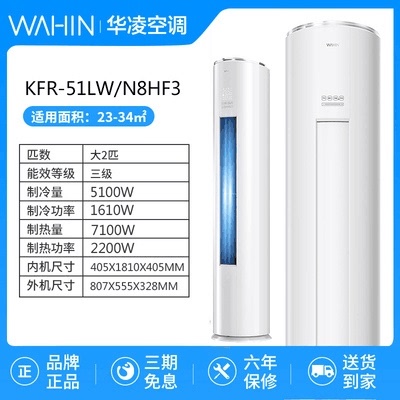 WAHIN 华凌空调
KFR-51LW/N8HF3
适用面积：23-34㎡
匹数 大2匹
能效等级 三级
制冷量 5100W
制冷功率 1610W
制热量 7100W
制热功率 2200W
内机尺寸 405X1810X405MM
外机尺寸 807X555X328MM
WAHIN
正 品牌正品
三期免息
六年保修
送货到家